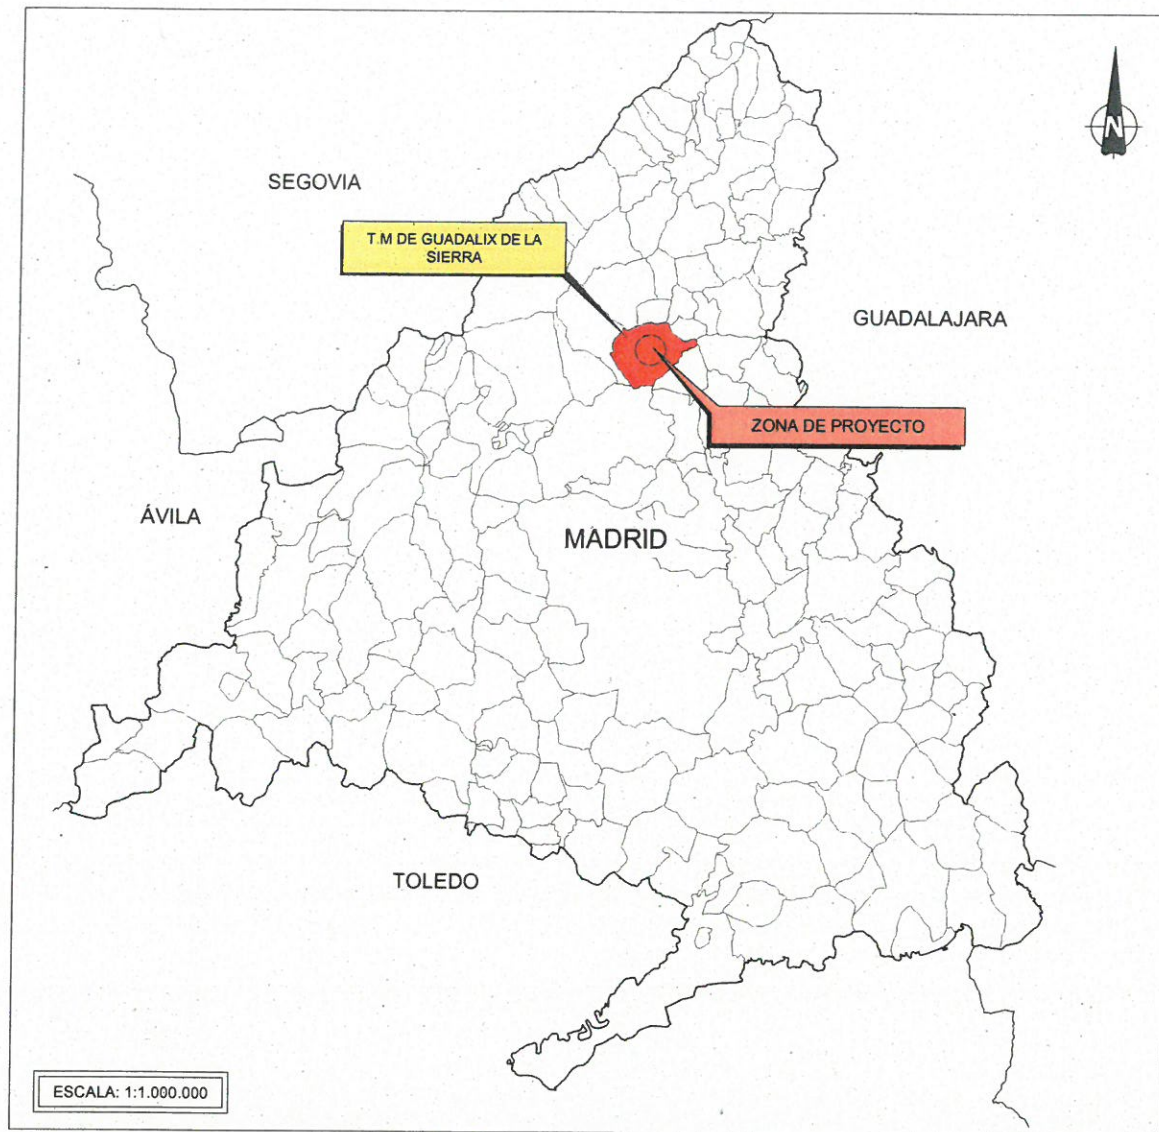 N
SEGOVIA
T.M DE GUADALIX DE LA
SIERRA
GUADALAJARA
ZONA DE PROYECTO
ÁVILA
MADRID
TOLEDO
ESCALA: 1:1.000.000